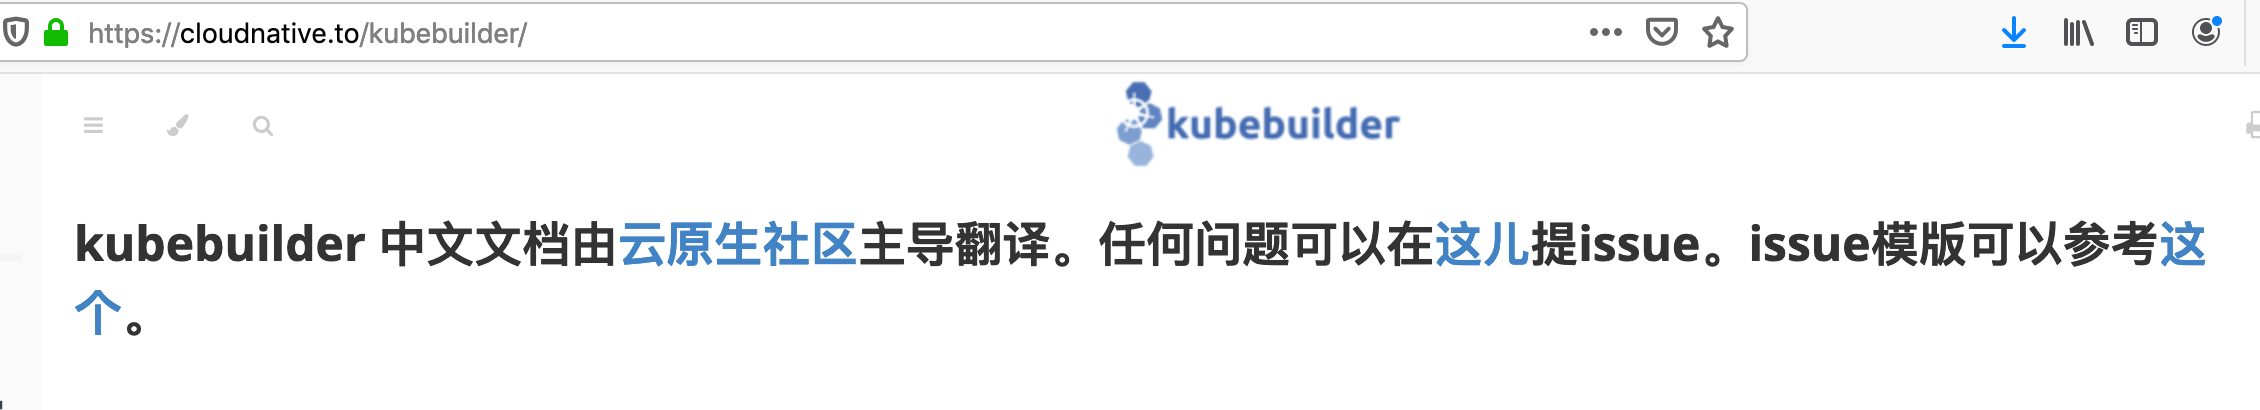 https://cloudnative.to/kubebuilder/
kubebuilder
kubebuilder 中文文档由云原生社区主导翻译。任何问题可以在这儿提issue。issue模版可以参考这
个。